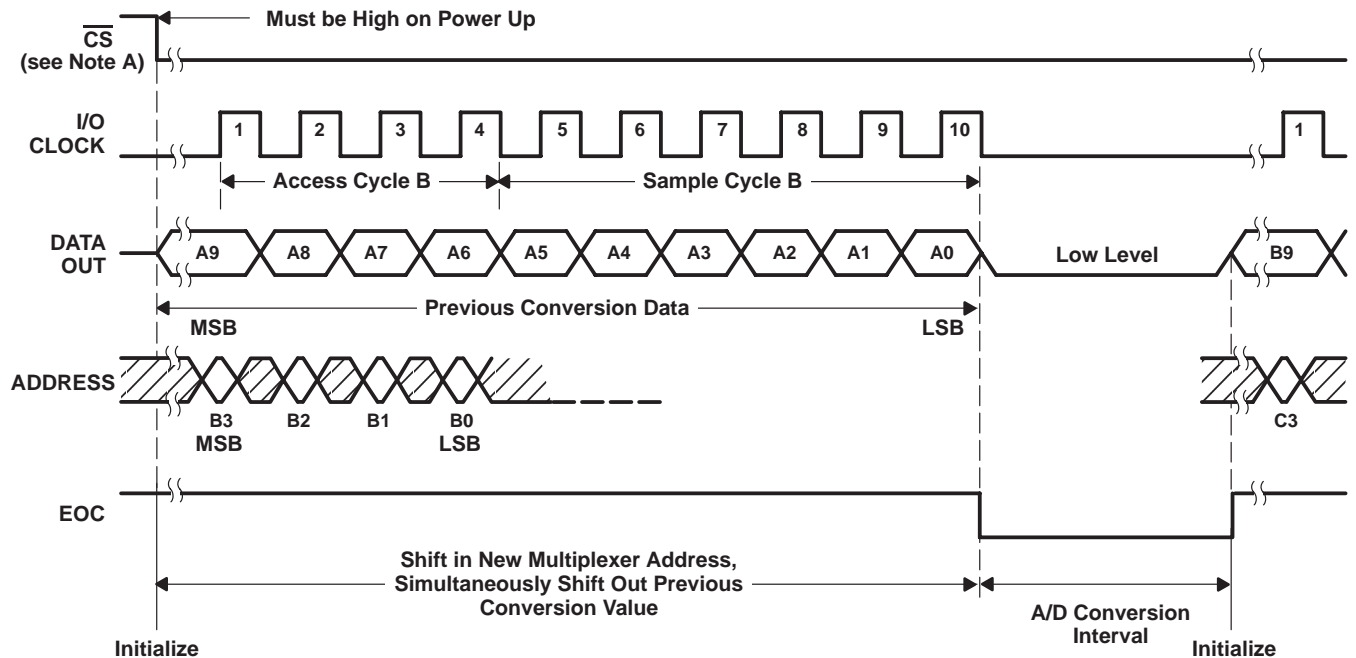 Must be High on Power Up
CS
(see Note A)
I/O
CLOCK
1 2 3 4 5 6 7 8 9 10 1
Access Cycle B
Sample Cycle B
DATA
OUT
A9 A8 A7 A6 A5 A4 A3 A2 A1 A0 Low Level B9
Previous Conversion Data
MSB LSB
ADDRESS
B3 B2 B1 B0 C3
MSB LSB
EOC
Shift in New Multiplexer Address,
Simultaneously Shift Out Previous
Conversion Value
A/D Conversion
Interval
Initialize Initialize